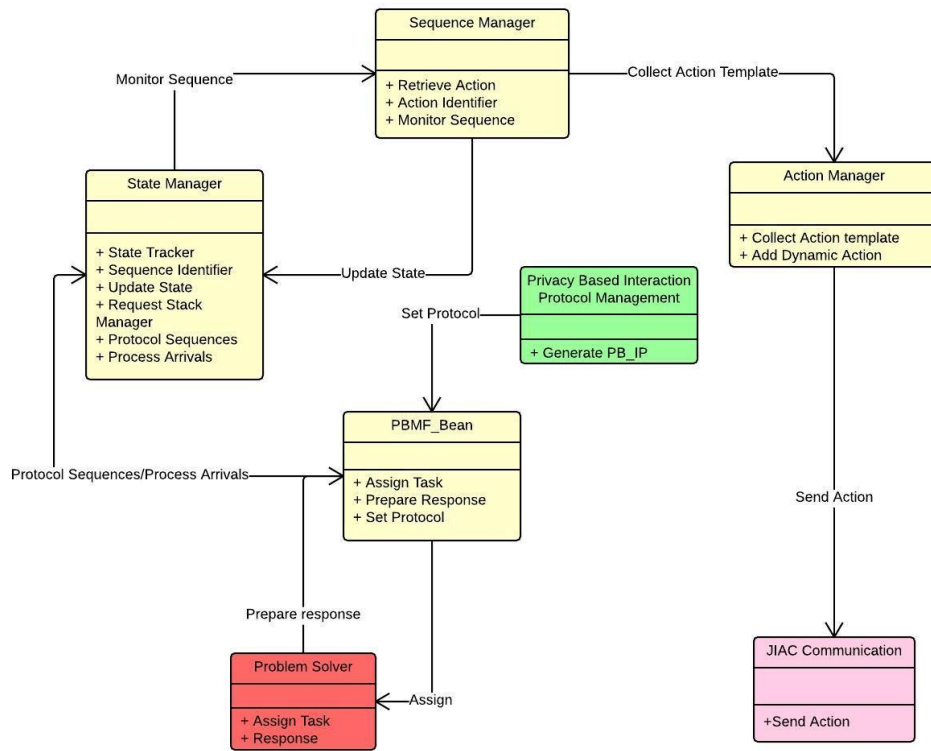 Sequence Manager
+ Retrieve Action
+ Action Identifier
+ Monitor Sequence
Monitor Sequence
Collect Action Template
State Manager
+ State Tracker
+ Sequence Identifier
+ Update State
+ Request Stack
Manager
+ Protocol Sequences
+ Process Arrivals
Update State
Action Manager
+ Collect Action template
+ Add Dynamic Action
Privacy Based Interaction
Protocol Management
+ Generate PB_IP
Set Protocol
PBMF_Bean
+ Assign Task
+ Prepare Response
+ Set Protocol
Protocol Sequences/Process Arrivals
Send Action
Prepare response
Problem Solver
+ Assign Task
+ Response
Assign
JIAC Communication
+Send Action